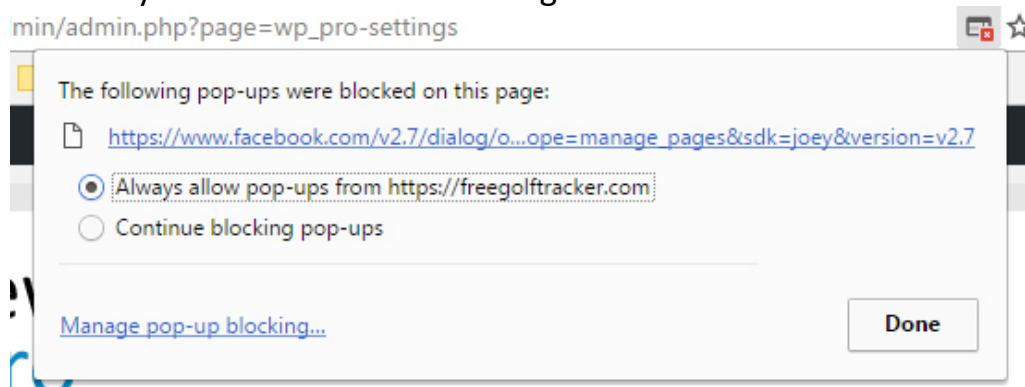 min/admin.php?page=wp_pro-settings
The following pop-ups were blocked on this page:
https://www.facebook.com/v2.7/dialog/o...ope=manage_pages&sdk=joey&version=v2.7
Always allow pop-ups from https://freegolftracker.com
Continue blocking pop-ups
Manage pop-up blocking...
Done